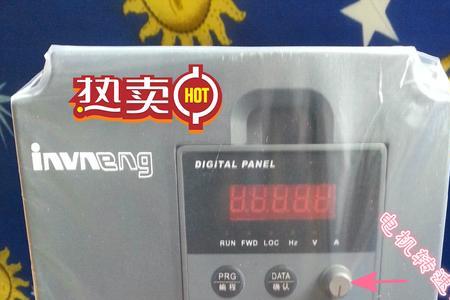 热卖 HOT
invneng
DIGITAL PANEL
8.8.8.8.8.
RUN FWD LOC Hz V A
PRG DATA
编程 确认
电机转速